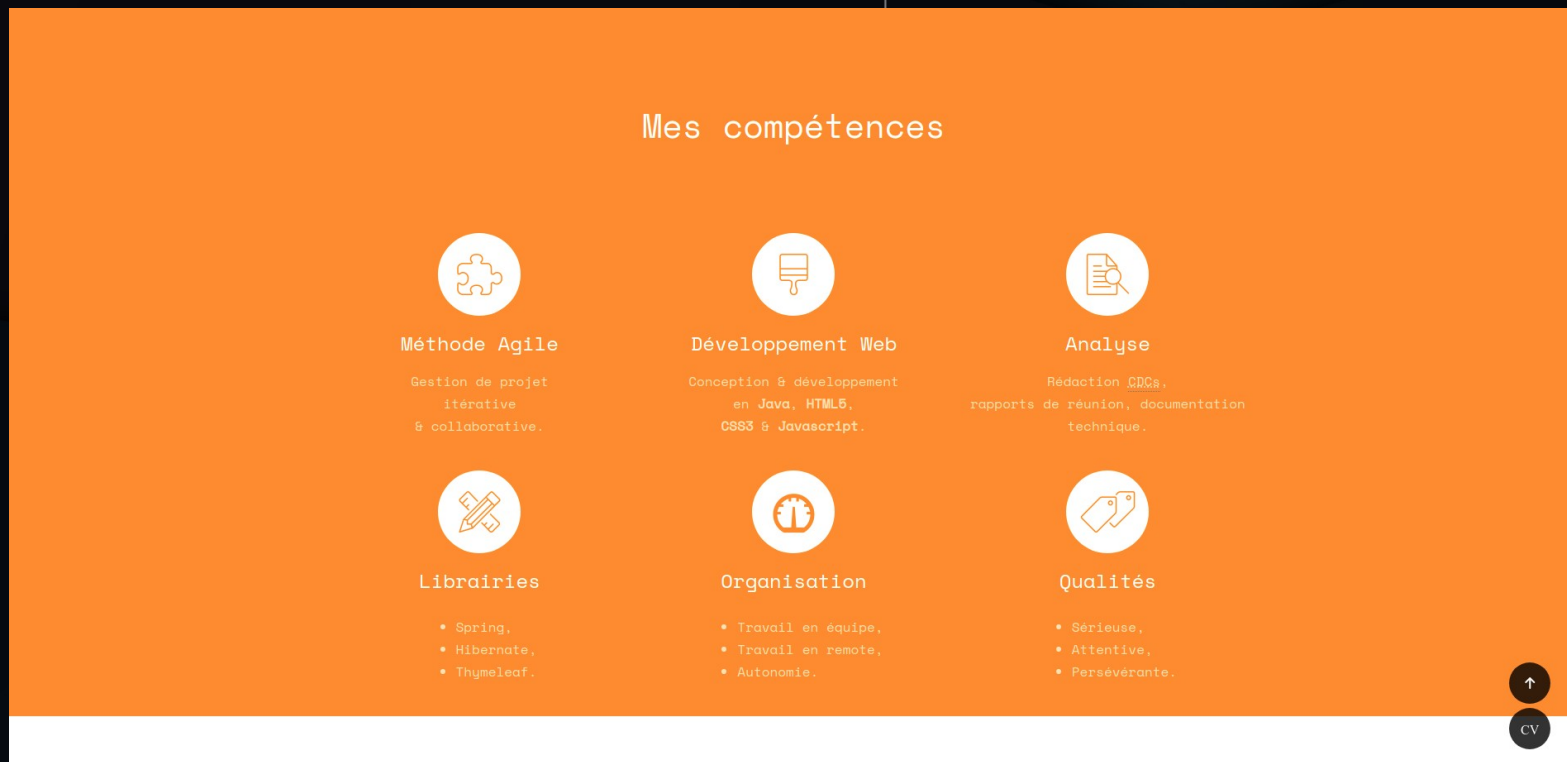 Mes compétences
Méthode Agile
Gestion de projet
itérative
& collaborative.
Développement Web
Conception & développement
en Java, HTML5,
CSS3 & Javascript.
Analyse
Rédaction CDCs,
rapports de réunion, documentation
technique.
Librairies
• Spring,
• Hibernate,
• Thymeleaf.
Organisation
• Travail en équipe,
• Travail en remote,
• Autonomie.
Qualités
• Sérieuse,
• Attentive,
• Persévérante.
CV